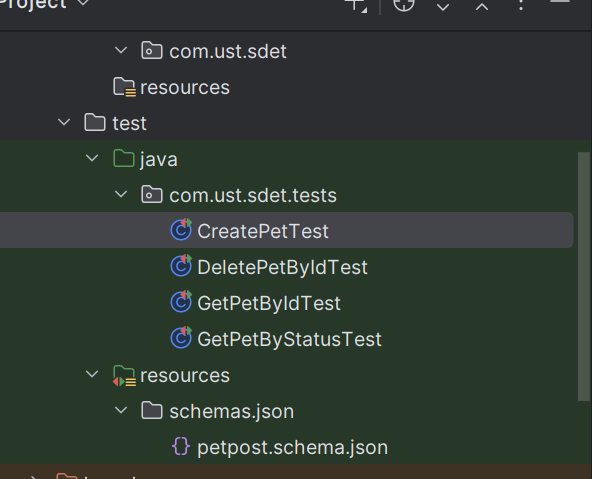 Project
com.ust.sdet
resources
test
java
com.ust.sdet.tests
CreatePetTest
DeletePetByIdTest
GetPetByIdTest
GetPetByStatusTest
resources
schemas.json
petpost.schema.json